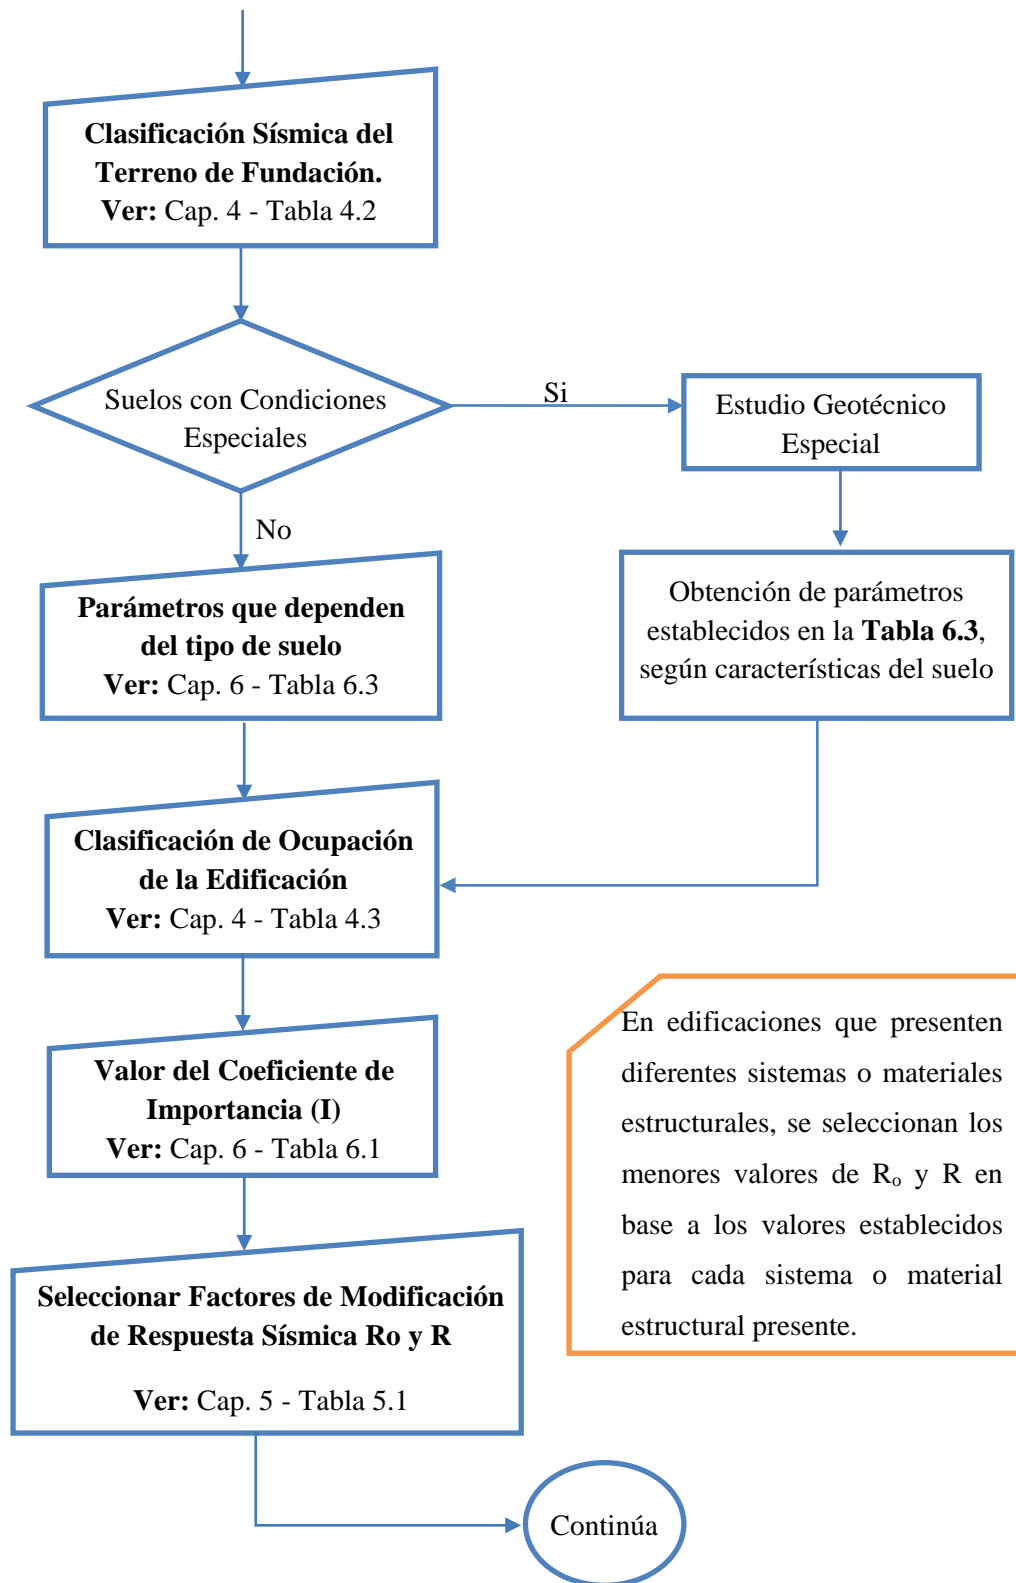 Clasificación Sísmica del
Terreno de Fundación.
Ver: Cap. 4 - Tabla 4.2
Suelos con Condiciones
Especiales
Si
Estudio Geotécnico
Especial
No
Parámetros que dependen
del tipo de suelo
Ver: Cap. 6 - Tabla 6.3
Obtención de parámetros
establecidos en la Tabla 6.3,
según características del suelo
Clasificación de Ocupación
de la Edificación
Ver: Cap. 4 - Tabla 4.3
Valor del Coeficiente de
Importancia (I)
Ver: Cap. 6 - Tabla 6.1
En edificaciones que presenten
diferentes sistemas o materiales
estructurales, se seleccionan los
menores valores de Rₒ y R en
base a los valores establecidos
para cada sistema o material
estructural presente.
Seleccionar Factores de Modificación
de Respuesta Sísmica Ro y R
Ver: Cap. 5 - Tabla 5.1
Continúa